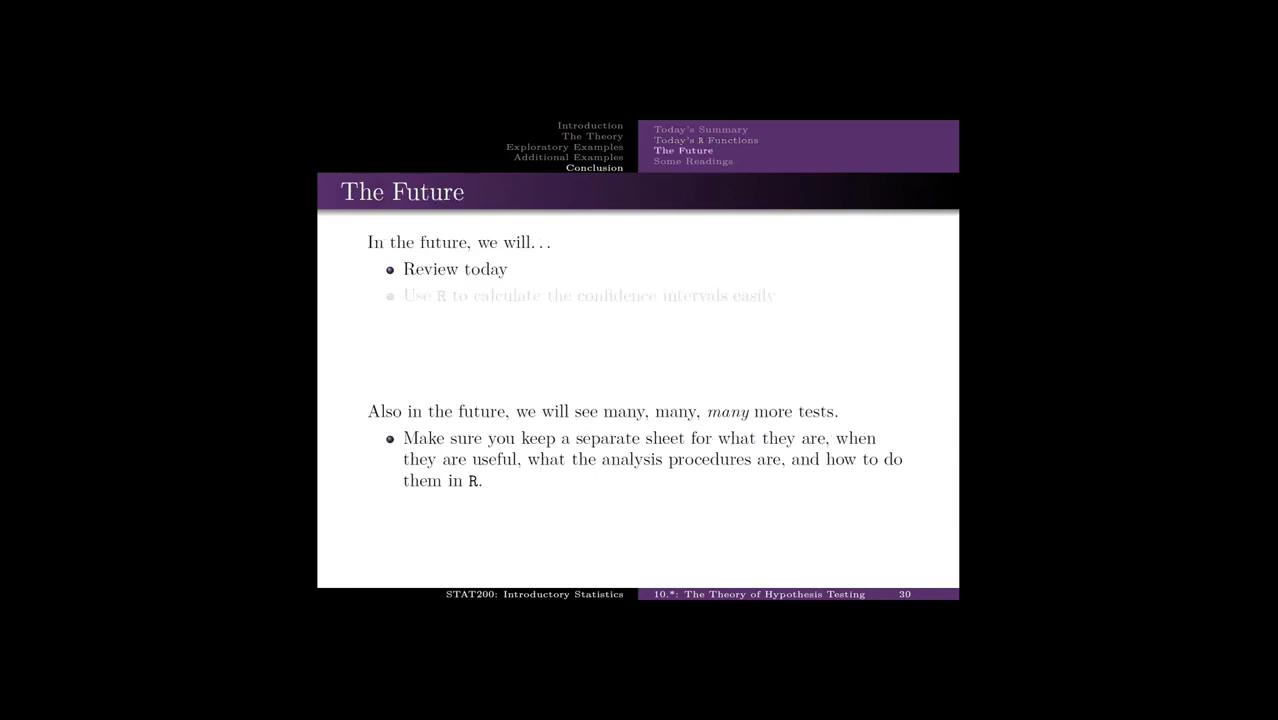 Introduction
The Theory
Exploratory Examples
Additional Examples
Conclusion
Today's Summary
Today's R Functions
The Future
Some Readings
The Future
In the future, we will. . .
Review today
Use R to calculate the confidence intervals easily
Also in the future, we will see many, many, many more tests.
Make sure you keep a separate sheet for what they are, when
they are useful, what the analysis procedures are, and how to do
them in R.
STAT200: Introductory Statistics
10.*: The Theory of Hypothesis Testing
30